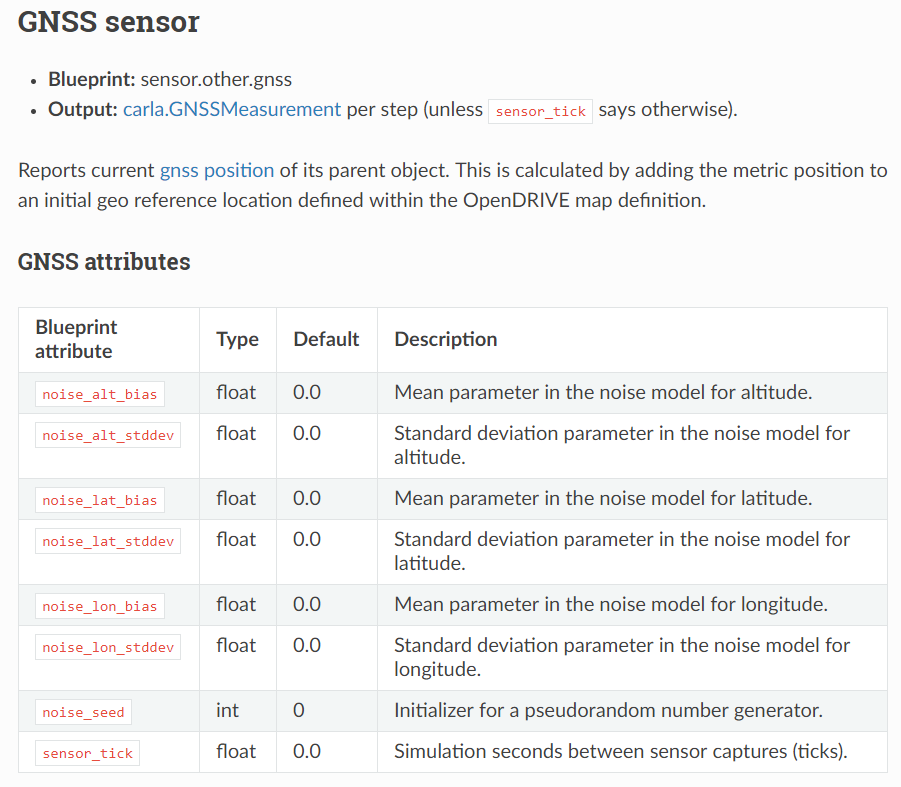 GNSS sensor
• Blueprint: sensor.other.gnss
• Output: carla.GNSSMeasurement per step (unless sensor_tick says otherwise).
Reports current gnss position of its parent object. This is calculated by adding the metric position to
an initial geo reference location defined within the OpenDRIVE map definition.
GNSS attributes
Blueprint
attribute Type Default Description
noise_alt_bias float 0.0 Mean parameter in the noise model for altitude.
noise_alt_stddev float 0.0 Standard deviation parameter in the noise model for
altitude.
noise_lat_bias float 0.0 Mean parameter in the noise model for latitude.
noise_lat_stddev float 0.0 Standard deviation parameter in the noise model for
latitude.
noise_lon_bias float 0.0 Mean parameter in the noise model for longitude.
noise_lon_stddev float 0.0 Standard deviation parameter in the noise model for
longitude.
noise_seed int 0 Initializer for a pseudorandom number generator.
sensor_tick float 0.0 Simulation seconds between sensor captures (ticks).